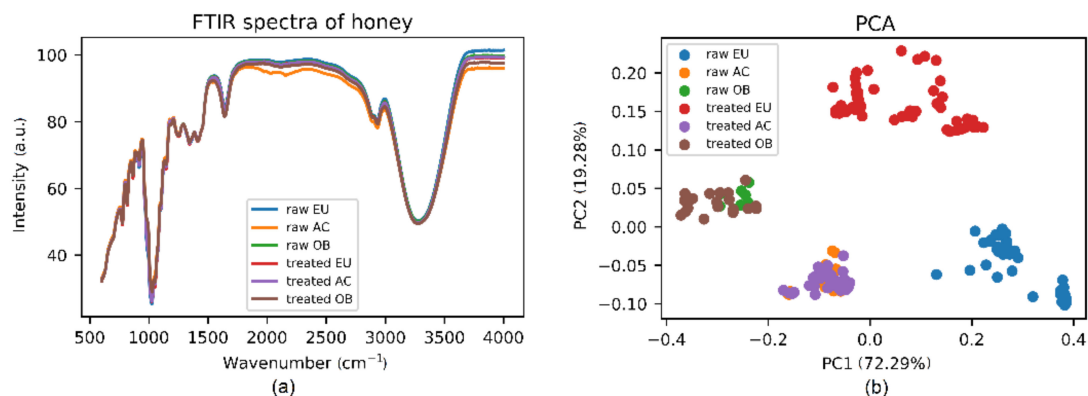 FTIR spectra of honey
Intensity (a.u.)
100
80
60
40
raw EU
raw AC
raw OB
treated EU
treated AC
treated OB
500 1000 1500 2000 2500 3000 3500 4000
Wavenumber (cm⁻¹)
(a)
PCA
PC2 (19.28%)
0.20
0.15
0.10
0.05
0.00
−0.05
−0.10
raw EU
raw AC
raw OB
treated EU
treated AC
treated OB
−0.4 −0.2 0.0 0.2 0.4
PC1 (72.29%)
(b)